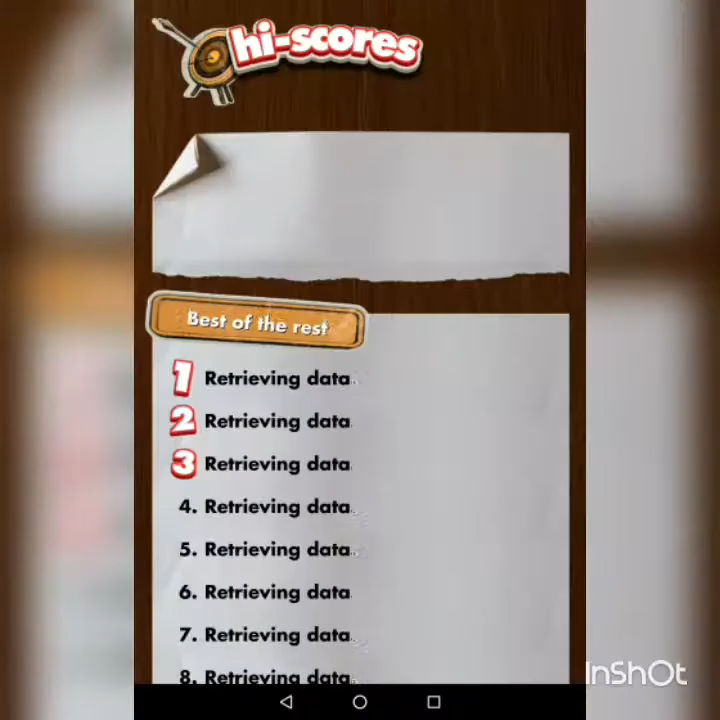 hi-scores
Best of the rest
1 Retrieving data
2 Retrieving data
3 Retrieving data
4. Retrieving data
5. Retrieving data
6. Retrieving data
7. Retrieving data
8. Retrieving data
InShOt